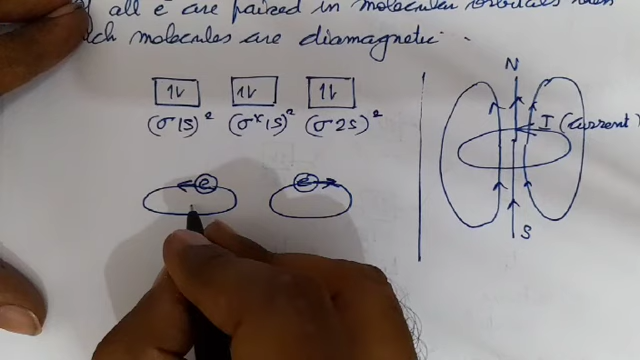 all e⁻ are paired in molecular orbitals then
molecules are diamagnetic.
1↓ 1↓ 1↓
(σ1s)² (σ*1s)² (σ2s)²
e e
N
I (current)
S